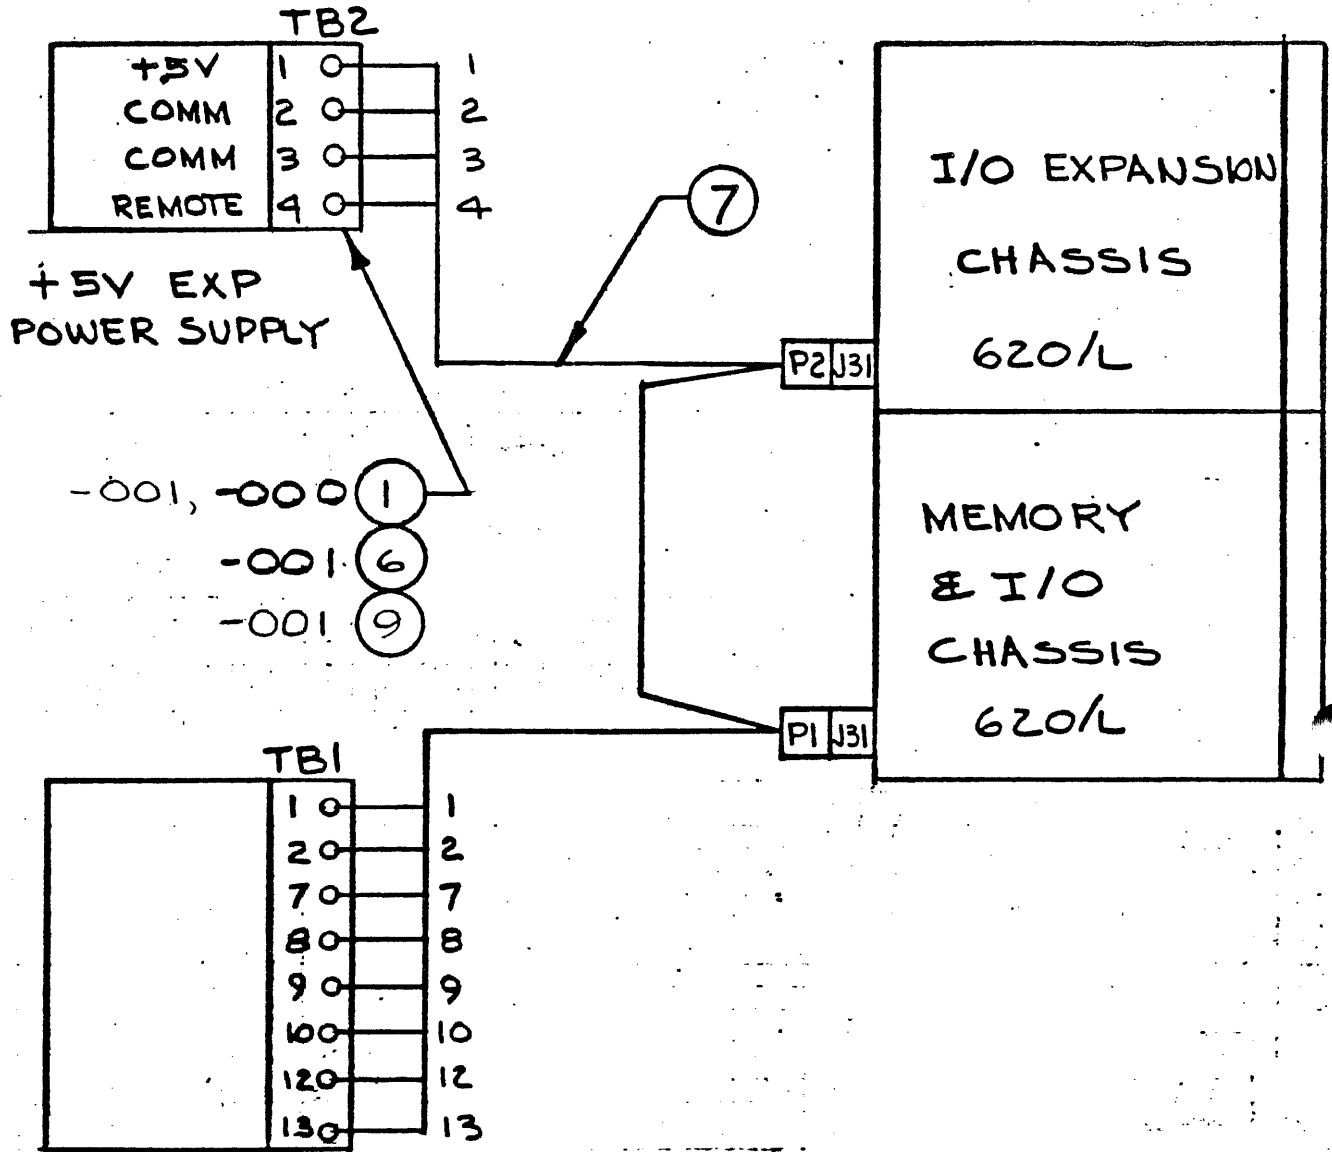 TB2
+5V 1 1
COMM 2 2
COMM 3 3
REMOTE 4 4
+5V EXP
POWER SUPPLY
7
I/O EXPANSION
CHASSIS
620/L
P2 J31
-001, -000 1
-001 6
-001 9
MEMORY
& I/O
CHASSIS
620/L
P1 J31
TB1
1 1
2 2
7 7
8 8
9 9
10 10
12 12
13 13